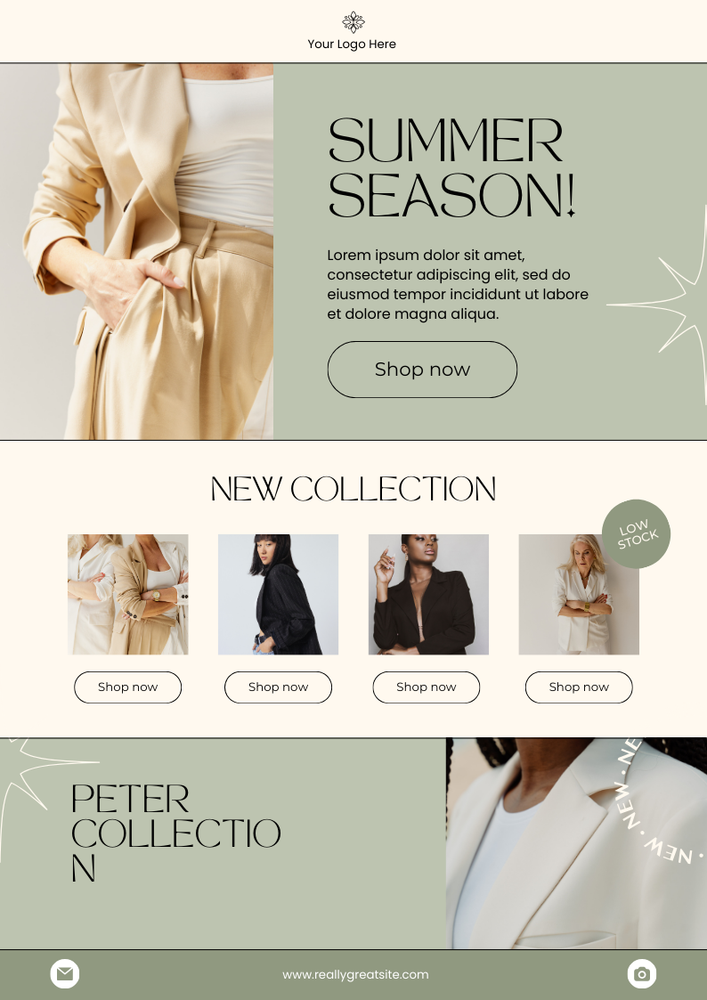 Your Logo Here
SUMMER
SEASON!
Lorem ipsum dolor sit amet,
consectetur adipiscing elit, sed do
eiusmod tempor incididunt ut labore
et dolore magna aliqua.
Shop now
NEW COLLECTION
LOW
STOCK
Shop now
Shop now
Shop now
Shop now
PETER
COLLECTIO
N
NE
• NEW • NEW •
www.reallygreatsite.com